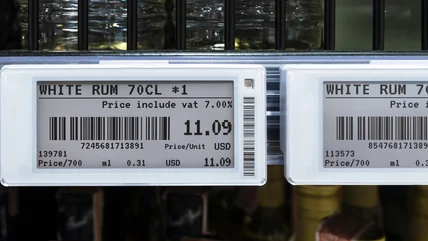 WHITE RUM 70CL *1
Price include vat 7.00%
11.09
7245681713891 Price/Unit USD
139781
Price/700 ml 0.31 USD 11.09
WHITE RUM 70C
Price i
8547681713891
113573
Price/700 ml 0.3